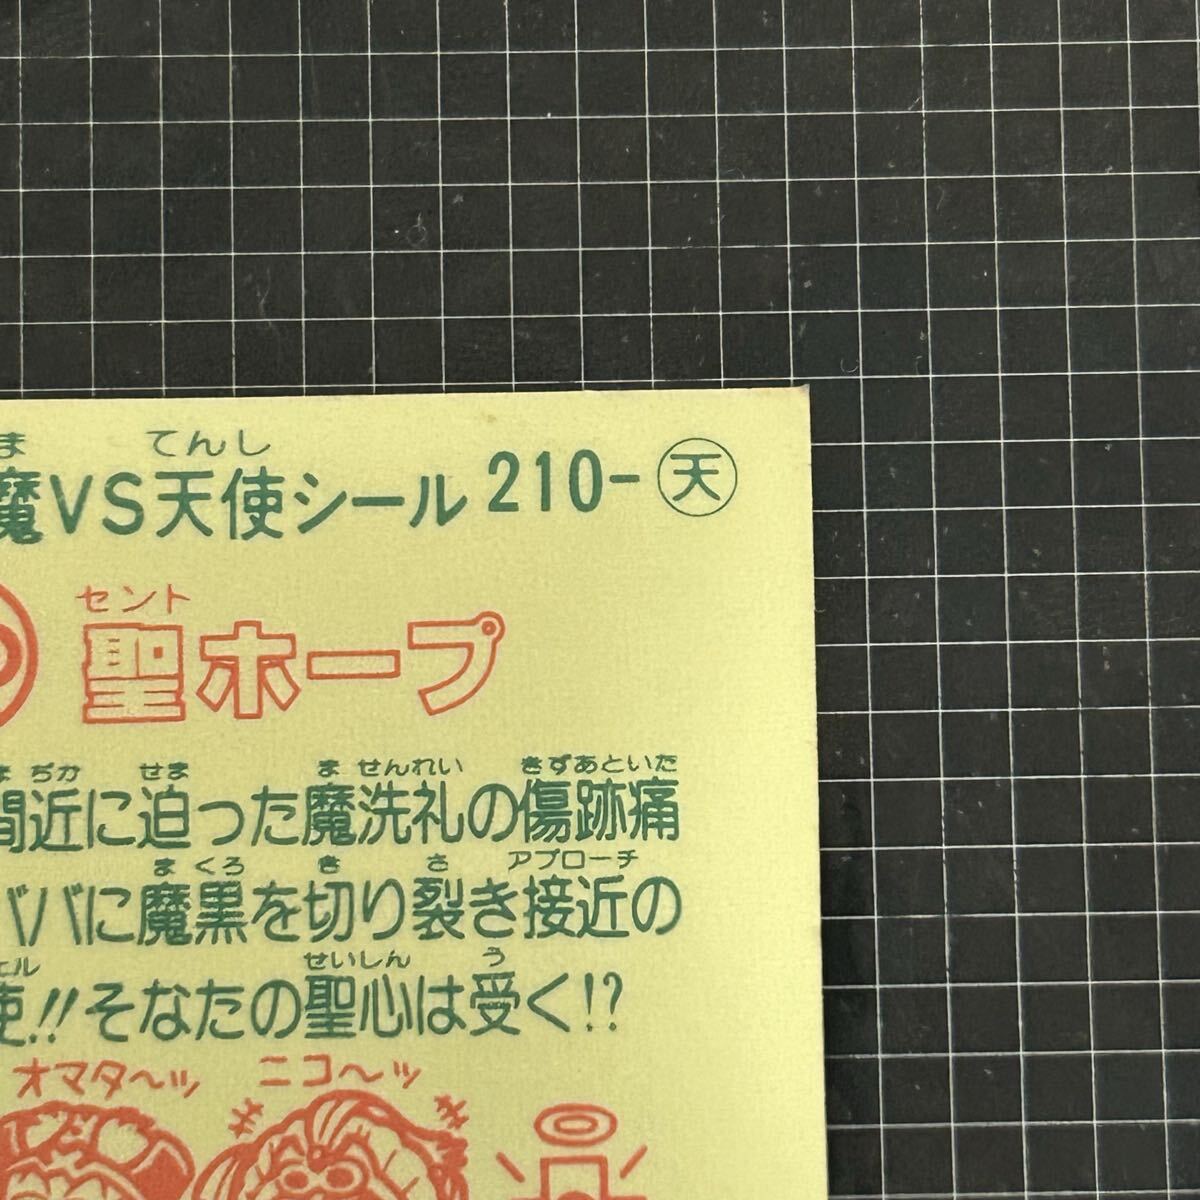 ま てんし
魔VS天使シール 210-天
セント
聖ホープ
まぢか せま ま せんれい きずあといた
間近に迫った魔洗礼の傷跡痛
まくろ き さ アプローチ
ババに魔黒を切り裂き接近の
ェル せいしん う
使!!そなたの聖心は受く!?
オマタ〜ッ ニコ〜ッ